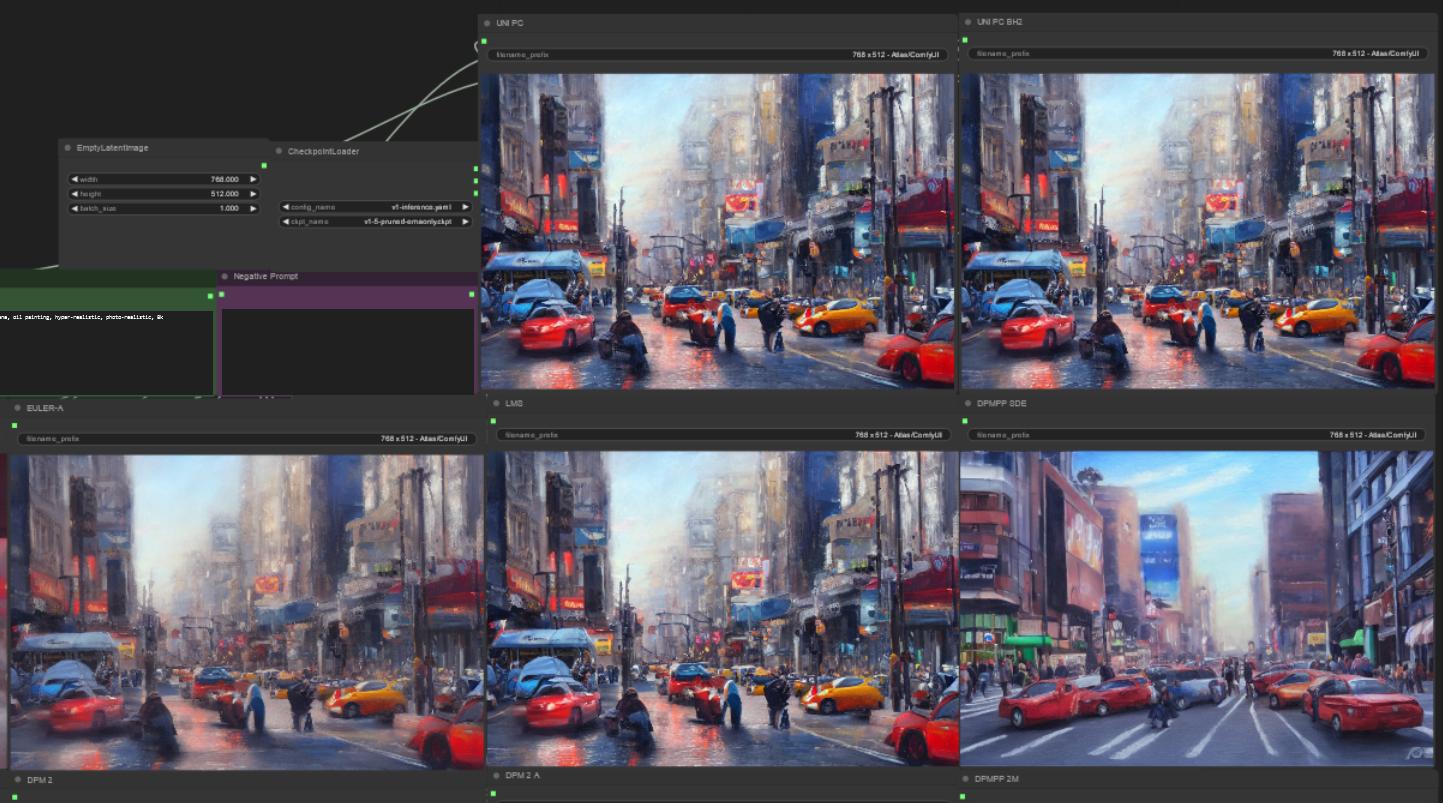 UNI PC
filename_prefix 768 x 512 - Atlas/ComfyUI
UNI PC BH2
filename_prefix 768 x 512 - Atlas/ComfyUI
EmptyLatentImage
width 768.000
height 512.000
batch_size 1.000
CheckpointLoader
config_name v1-inference.yaml
ckpt_name v1-5-pruned-emaonly.ckpt
Negative Prompt
oil painting, hyper-realistic, photo-realistic, 8k
EULER-A
filename_prefix 768 x 512 - Atlas/ComfyUI
LMS
filename_prefix 768 x 512 - Atlas/ComfyUI
DPMPP SDE
filename_prefix 768 x 512 - Atlas/ComfyUI
DPM 2
DPM 2 A
DPMPP 2M